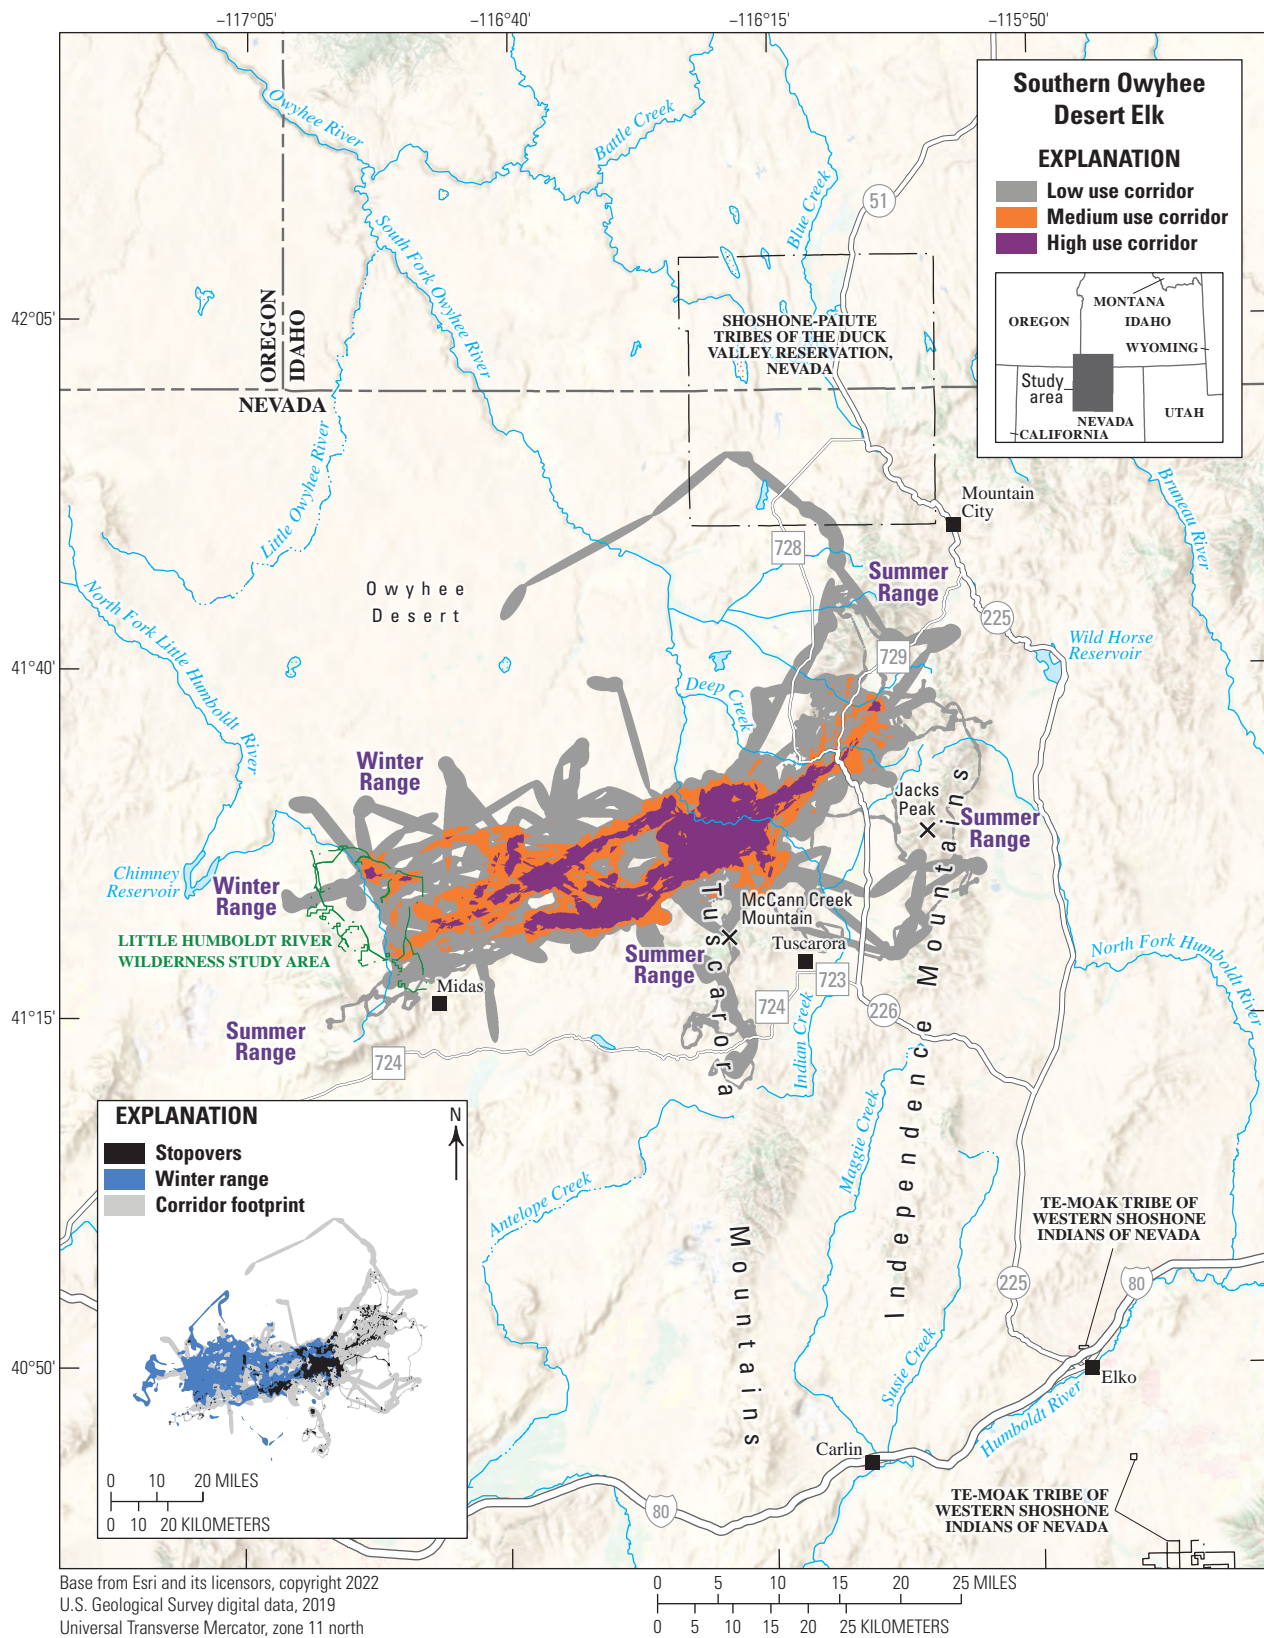 −117°05'
−116°40'
−116°15'
−115°50'
Southern Owyhee
Desert Elk
EXPLANATION
Low use corridor
Medium use corridor
High use corridor
MONTANA
OREGON
IDAHO
WYOMING
Study
area
NEVADA
UTAH
CALIFORNIA
Owyhee River
Battle Creek
Blue Creek
51
South Fork Owyhee River
42°05'
OREGON
IDAHO
NEVADA
SHOSHONE-PAIUTE
TRIBES OF THE DUCK
VALLEY RESERVATION,
NEVADA
Little Owyhee River
Bruneau River
Mountain
City
728
Owyhee
Desert
Summer
Range
225
North Fork Little Humboldt River
Wild Horse
Reservoir
729
41°40'
Deep Creek
Winter
Range
Jacks
Peak
Summer
Range
Chimney
Reservoir
Winter
Range
McCann Creek
Mountain
LITTLE HUMBOLDT RIVER
WILDERNESS STUDY AREA
Summer
Range
Tuscarora
North Fork Humboldt River
Midas
723
724
226
41°15'
Summer
Range
724
Indian Creek
Tuscarora
Mountains
Independence Mountains
Maggie Creek
Antelope Creek
Susie Creek
TE-MOAK TRIBE OF
WESTERN SHOSHONE
INDIANS OF NEVADA
225
80
40°50'
Elko
Humboldt River
Carlin
80
TE-MOAK TRIBE OF
WESTERN SHOSHONE
INDIANS OF NEVADA
EXPLANATION
N
Stopovers
Winter range
Corridor footprint
0 10 20 MILES
0 10 20 KILOMETERS
Base from Esri and its licensors, copyright 2022
U.S. Geological Survey digital data, 2019
Universal Transverse Mercator, zone 11 north
0 5 10 15 20 25 MILES
0 5 10 15 20 25 KILOMETERS